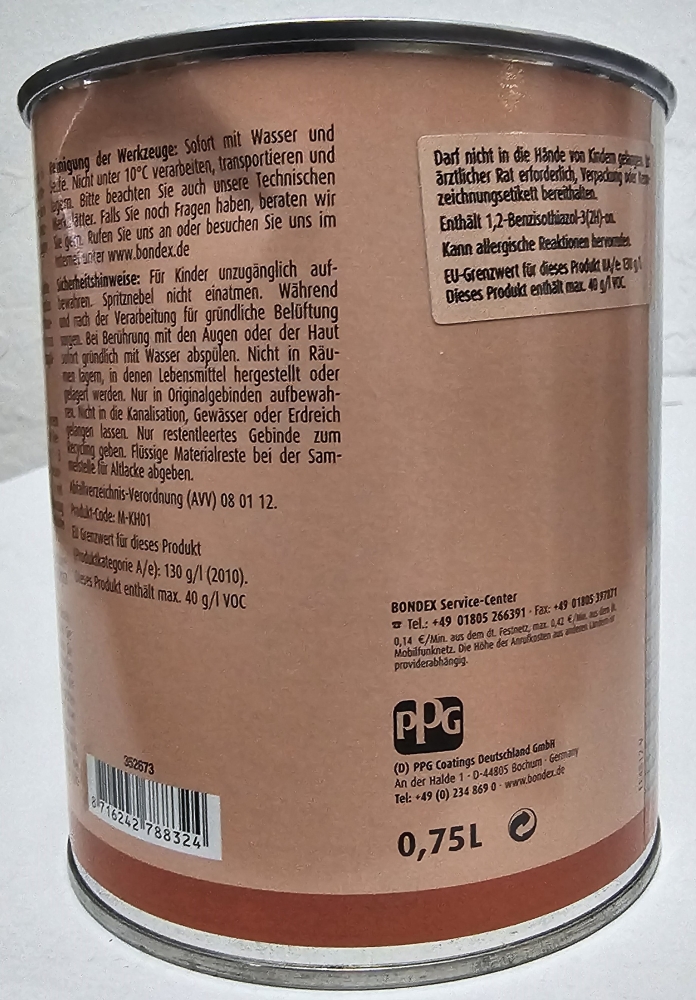 Reinigung der Werkzeuge: Sofort mit Wasser und
Seife. Nicht unter 10°C verarbeiten, transportieren und
lagern. Bitte beachten Sie auch unsere Technischen
Merkblätter. Falls Sie noch Fragen haben, beraten wir
Sie gern. Rufen Sie uns an oder besuchen Sie uns im
Internet unter www.bondex.de
Sicherheitshinweise: Für Kinder unzugänglich auf-
bewahren. Spritznebel nicht einatmen. Während
und nach der Verarbeitung für gründliche Belüftung
sorgen. Bei Berührung mit den Augen oder der Haut
sofort gründlich mit Wasser abspülen. Nicht in Räu-
men lagern, in denen Lebensmittel hergestellt oder
gelagert werden. Nur in Originalgebinden aufbewah-
ren. Nicht in die Kanalisation, Gewässer oder Erdreich
gelangen lassen. Nur restentleertes Gebinde zum
Recycling geben. Flüssige Materialreste bei der Sam-
melstelle für Altlacke abgeben.
Abfallverzeichnis-Verordnung (AVV) 08 01 12.
Produkt-Code: M-KH01
EU Grenzwert für dieses Produkt
(Produktkategorie A/e): 130 g/l (2010).
Dieses Produkt enthält max. 40 g/l VOC
352673
8 716242 788324
Darf nicht in die Hände von Kindern gelangen. Ist
ärztlicher Rat erforderlich, Verpackung oder Kenn-
zeichnungsetikett bereithalten.
Enthält 1,2-Benzisothiazol-3(2H)-on.
Kann allergische Reaktionen hervorrufen.
EU-Grenzwert für dieses Produkt IIA/e 130 g/l
Dieses Produkt enthält max. 40 g/l VOC
BONDEX Service-Center
☎ Tel.: +49 01805 266391 · Fax: +49 01805 397071
0,14 €/Min. aus dem dt. Festnetz, max. 0,42 €/Min. aus dem dt.
Mobilfunknetz. Die Höhe der Anrufkosten aus anderen Ländern ist
providerabhängig.
PPG
(D) PPG Coatings Deutschland GmbH
An der Halde 1 · D-44805 Bochum · Germany
Tel: +49 (0) 234 869 0 · www.bondex.de
0,75L